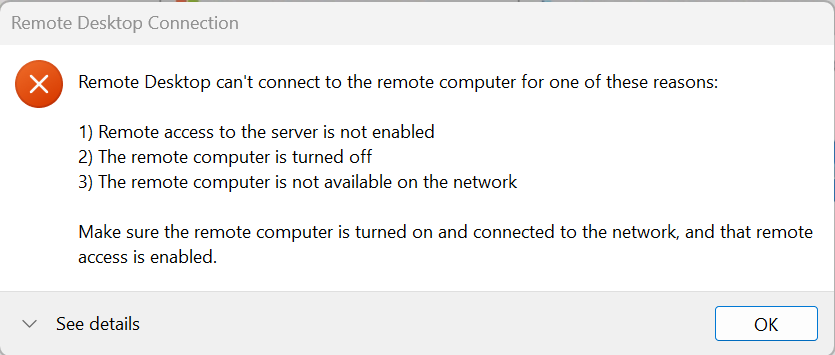 Remote Desktop Connection
Remote Desktop can't connect to the remote computer for one of these reasons:
1) Remote access to the server is not enabled
2) The remote computer is turned off
3) The remote computer is not available on the network
Make sure the remote computer is turned on and connected to the network, and that remote
access is enabled.
See details
OK